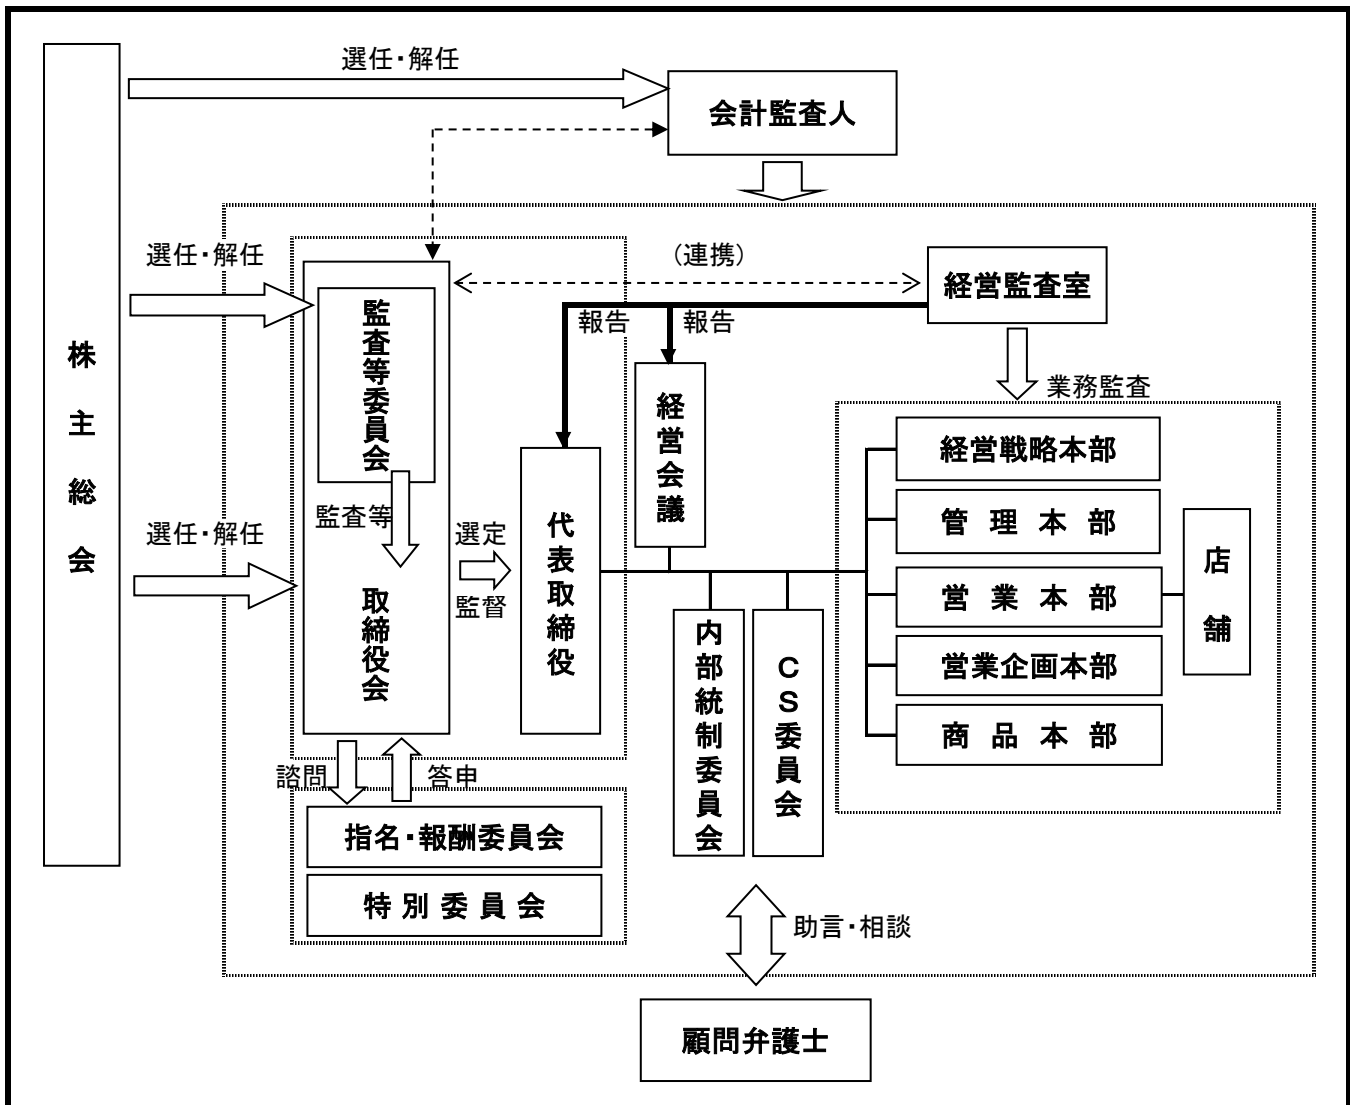 選任・解任
会計監査人
株主総会
選任・解任
(連携)
経営監査室
監査等委員会
報告
報告
業務監査
経営会議
経営戦略本部
管理本部
営業本部
営業企画本部
商品本部
店舗
監査等
選任・解任
選定
監督
代表取締役
取締役会
内部統制委員会
CS委員会
諮問
答申
指名・報酬委員会
特別委員会
助言・相談
顧問弁護士